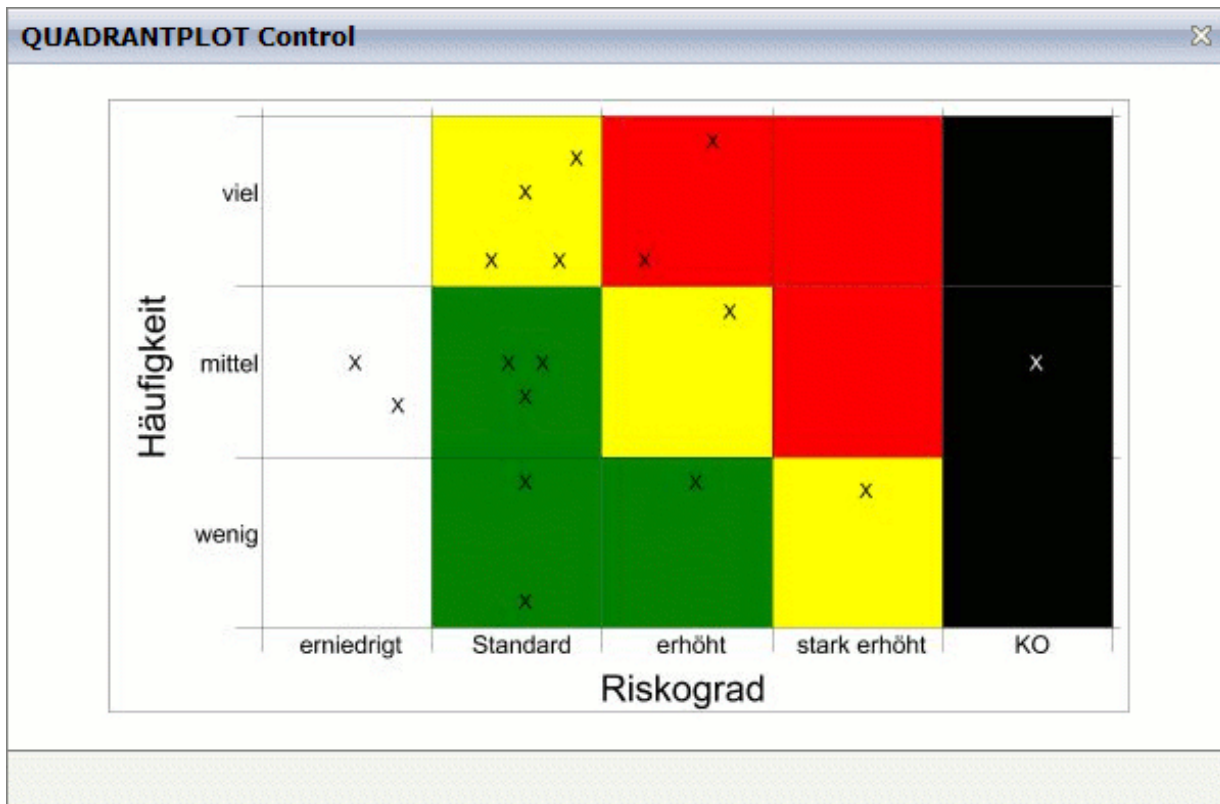 QUADRANTPLOT Control
X
X
X
viel
X
X X X
X
mittel
X
X X
X
X
X
X
X
X
wenig
X
erniedrigt Standard erhöht stark erhöht KO
Häufigkeit
Riskograd